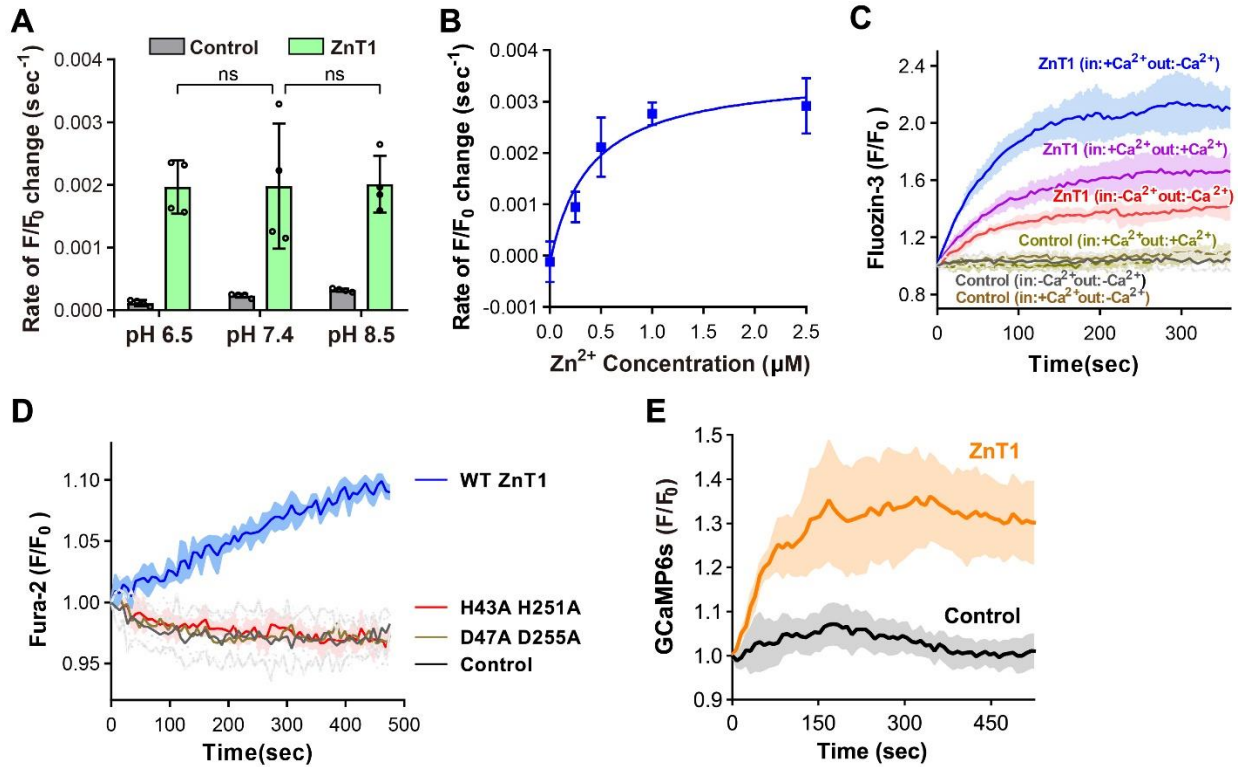 A
Control
ZnT1
Rate of F/F₀ change (sec⁻¹)
0.004
0.003
0.002
0.001
0.000
ns
ns
pH 6.5
pH 7.4
pH 8.5
B
Rate of F/F₀ change (sec⁻¹)
0.004
0.003
0.002
0.001
0.000
-0.001
0.0
0.5
1.0
1.5
2.0
2.5
Zn²⁺ Concentration (µM)
C
Fluozin-3 (F/F₀)
2.4
2.0
1.6
1.2
0.8
ZnT1 (in:+Ca²⁺out:-Ca²⁺)
ZnT1 (in:+Ca²⁺out:+Ca²⁺)
ZnT1 (in:-Ca²⁺out:-Ca²⁺)
Control (in:+Ca²⁺out:+Ca²⁺)
Control (in:-Ca²⁺out:-Ca²⁺)
Control (in:+Ca²⁺out:-Ca²⁺)
0
100
200
300
Time(sec)
D
Fura-2 (F/F₀)
1.10
1.05
1.00
0.95
WT ZnT1
H43A H251A
D47A D255A
Control
0
100
200
300
400
500
Time(sec)
E
GCaMP6s (F/F₀)
1.5
1.4
1.3
1.2
1.1
1.0
0.9
ZnT1
Control
0
150
300
450
Time (sec)